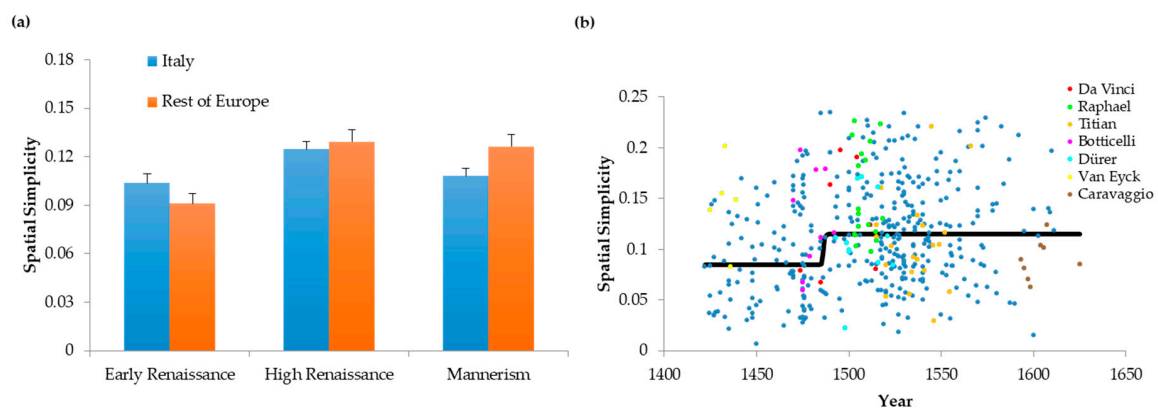 (a)
Spatial Simplicity
0.18
0.15
0.12
0.09
0.06
0.03
0
Italy
Rest of Europe
Early Renaissance
High Renaissance
Mannerism
(b)
Spatial Simplicity
0.25
0.2
0.15
0.1
0.05
0
1400
1450
1500
1550
1600
1650
Year
Da Vinci
Raphael
Titian
Botticelli
Dürer
Van Eyck
Caravaggio